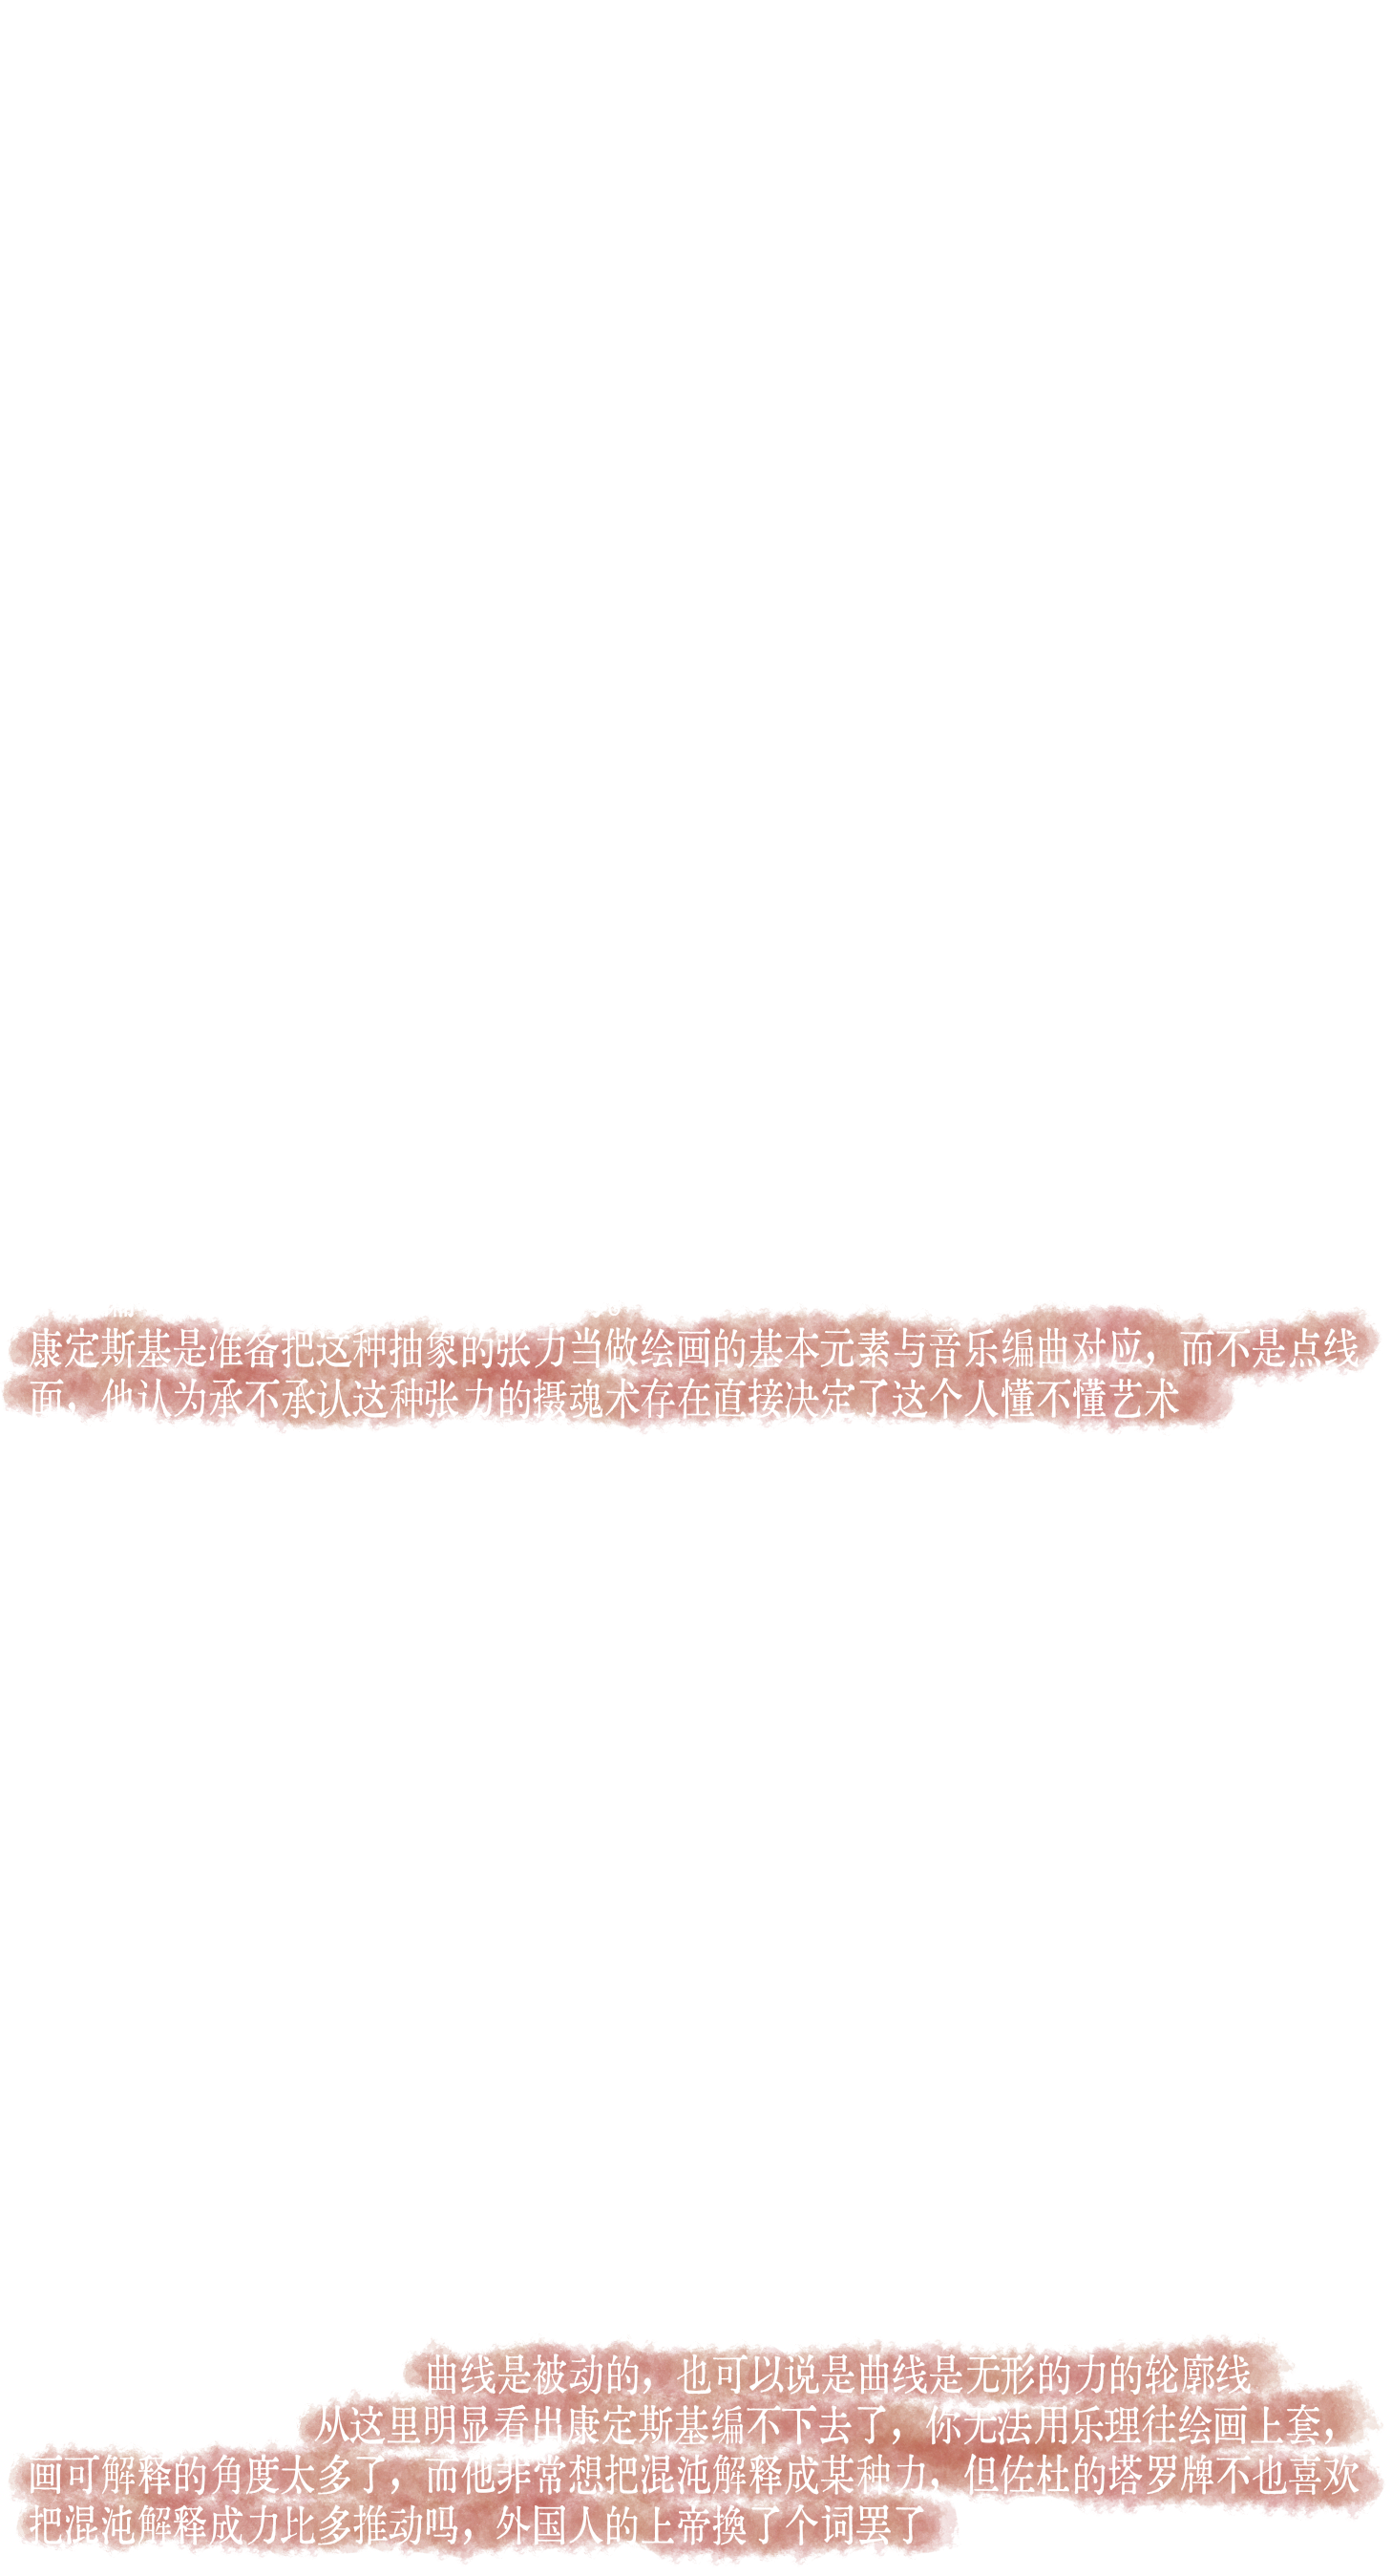 康定斯基是准备把这种抽象的张力当做绘画的基本元素与音乐编曲对应，而不是点线
面，他认为承不承认这种张力的摄魂术存在直接决定了这个人懂不懂艺术
曲线是被动的，也可以说是曲线是无形的力的轮廓线
从这里明显看出康定斯基编不下去了，你无法用乐理往绘画上套，
画可解释的角度太多了，而他非常想把混沌解释成某种力，但佐杜的塔罗牌不也喜欢
把混沌解释成力比多推动吗，外国人的上帝换了个词罢了